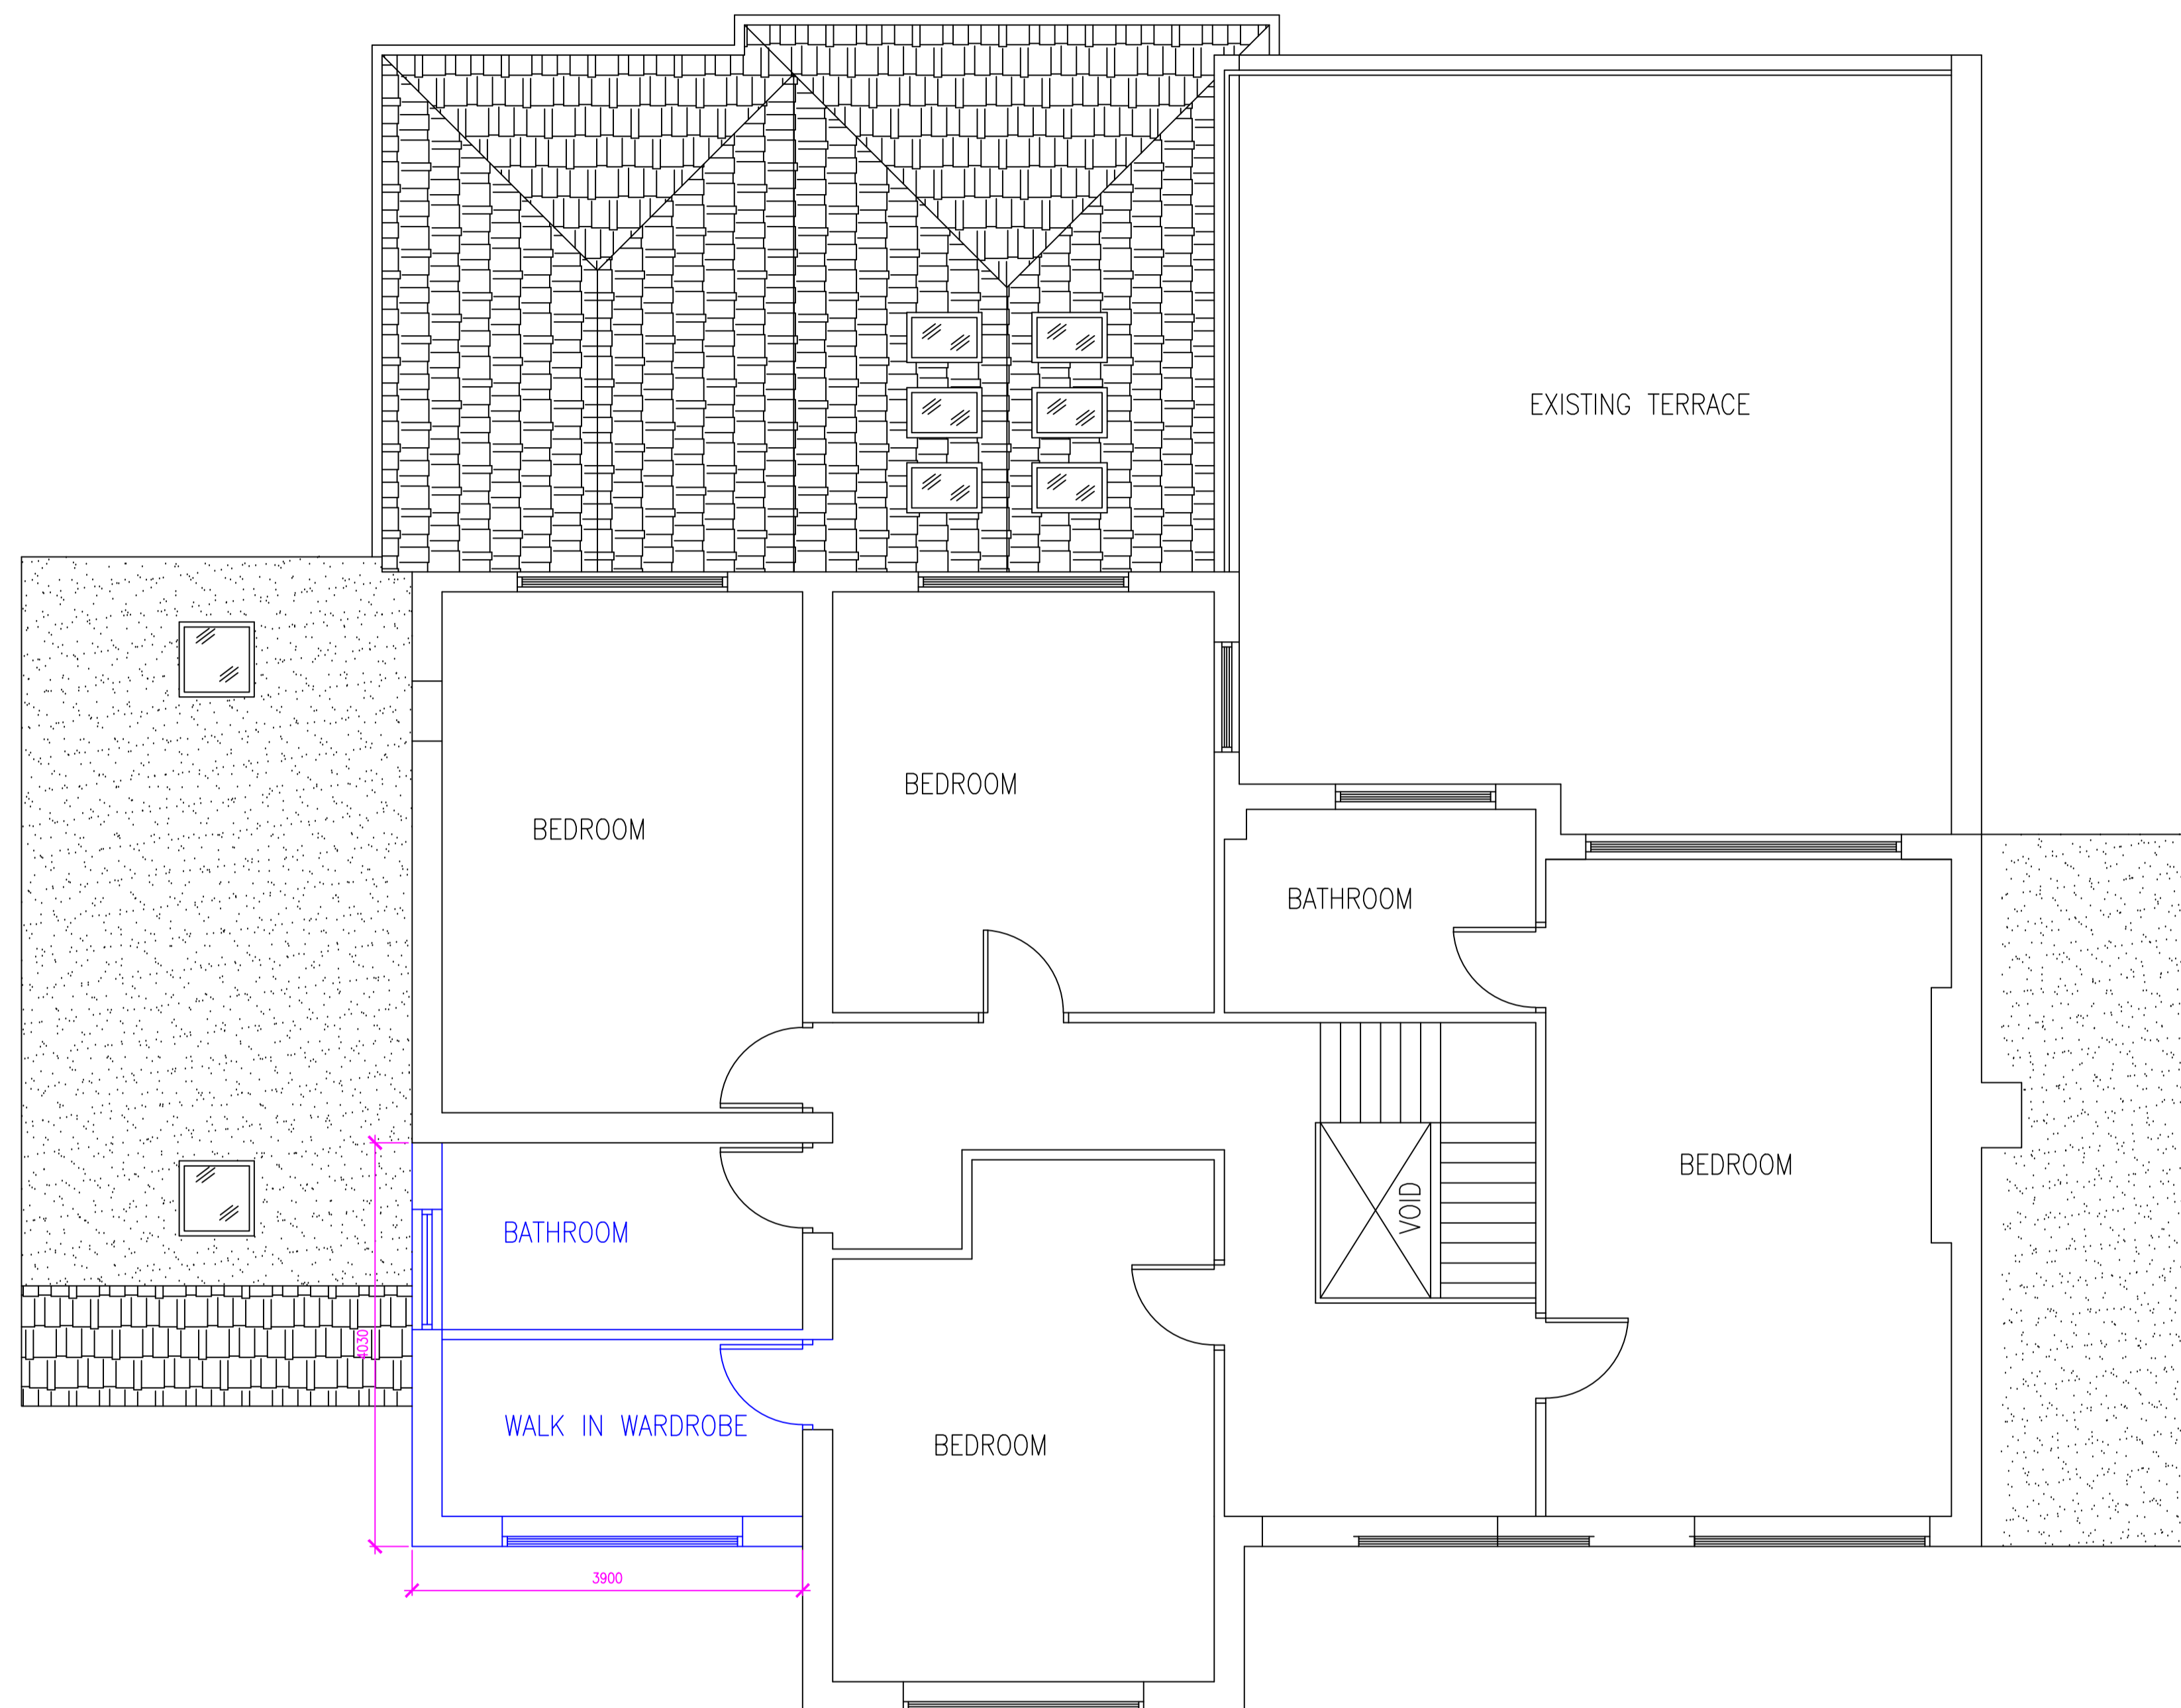 EXISTING TERRACE
BEDROOM
BEDROOM
BATHROOM
BEDROOM
VOID
BATHROOM
4030
WALK IN WARDROBE
BEDROOM
3900